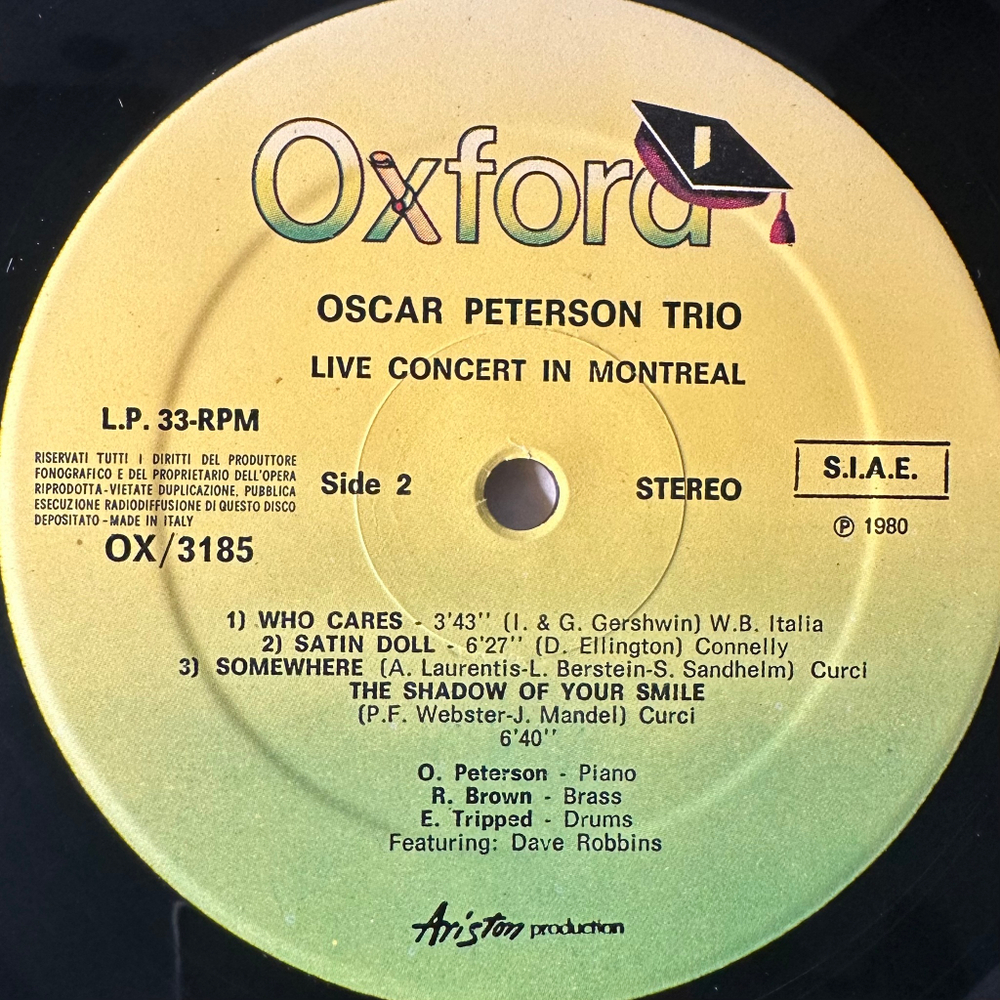 Oxford
OSCAR PETERSON TRIO
LIVE CONCERT IN MONTREAL
L.P. 33-RPM
RISERVATI TUTTI I DIRITTI DEL PRODUTTORE
FONOGRAFICO E DEL PROPRIETARIO DELL'OPERA
RIPRODOTTA-VIETATE DUPLICAZIONE, PUBBLICA
ESECUZIONE RADIODIFFUSIONE DI QUESTO DISCO
DEPOSITATO - MADE IN ITALY
OX/3185
Side 2
STEREO
S.I.A.E.
℗ 1980
1) WHO CARES - 3'43'' (I. & G. Gershwin) W.B. Italia
2) SATIN DOLL - 6'27'' (D. Ellington) Connelly
3) SOMEWHERE (A. Laurentis-L. Berstein-S. Sandhelm) Curci
THE SHADOW OF YOUR SMILE
(P.F. Webster-J. Mandel) Curci
6'40''
O. Peterson - Piano
R. Brown - Brass
E. Tripped - Drums
Featuring: Dave Robbins
Ariston production